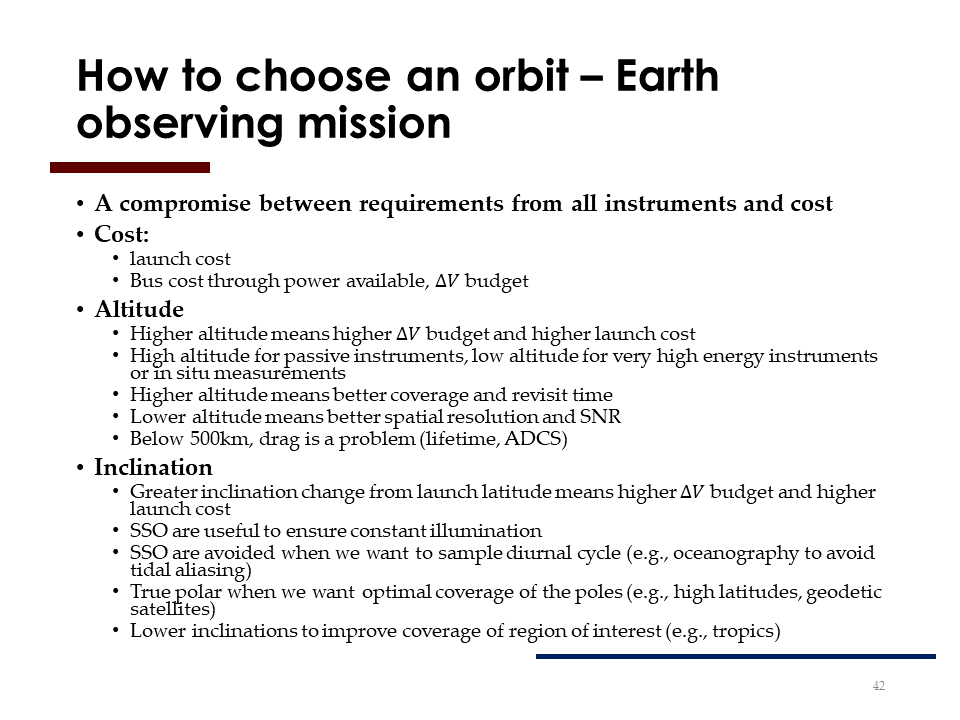 How to choose an orbit – Earth
observing mission
• A compromise between requirements from all instruments and cost
• Cost:
• launch cost
• Bus cost through power available, Δ𝑉 budget
• Altitude
• Higher altitude means higher Δ𝑉 budget and higher launch cost
• High altitude for passive instruments, low altitude for very high energy instruments
or in situ measurements
• Higher altitude means better coverage and revisit time
• Lower altitude means better spatial resolution and SNR
• Below 500km, drag is a problem (lifetime, ADCS)
• Inclination
• Greater inclination change from launch latitude means higher Δ𝑉 budget and higher
launch cost
• SSO are useful to ensure constant illumination
• SSO are avoided when we want to sample diurnal cycle (e.g., oceanography to avoid
tidal aliasing)
• True polar when we want optimal coverage of the poles (e.g., high latitudes, geodetic
satellites)
• Lower inclinations to improve coverage of region of interest (e.g., tropics)
42